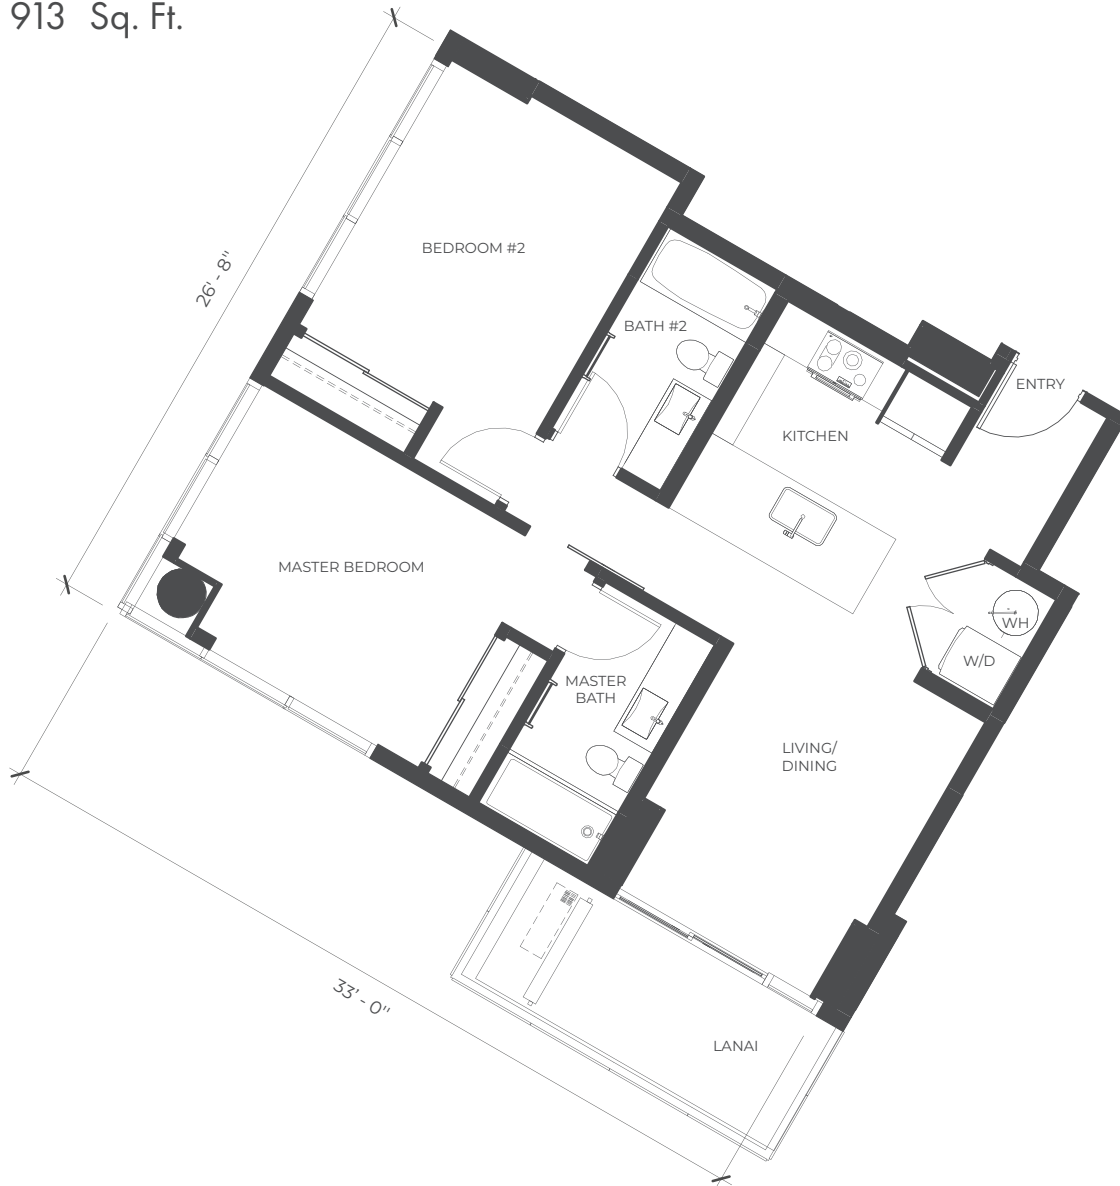 913 Sq. Ft.
BEDROOM #2
26' - 8"
BATH #2
ENTRY
KITCHEN
MASTER BEDROOM
WH
W/D
MASTER
BATH
LIVING/
DINING
33' - 0"
LANAI